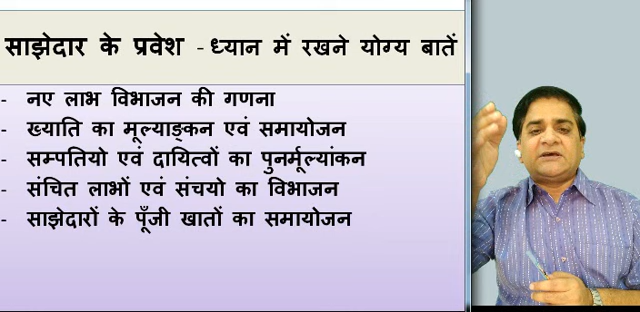 साझेदार के प्रवेश - ध्यान में रखने योग्य बातें
- नए लाभ विभाजन की गणना
- ख्याति का मूल्याङ्कन एवं समायोजन
- सम्पतियो एवं दायित्वों का पुनर्मूल्यांकन
- संचित लाभों एवं संचयो का विभाजन
- साझेदारों के पूँजी खातों का समायोजन